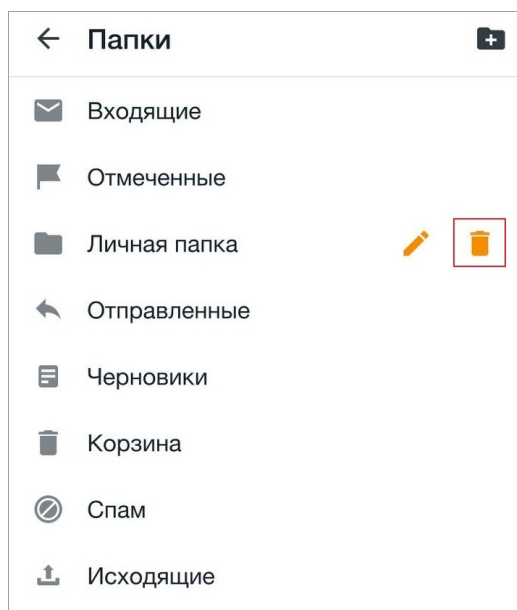 Папки
Входящие
Отмеченные
Личная папка
Отправленные
Черновики
Корзина
Спам
Исходящие